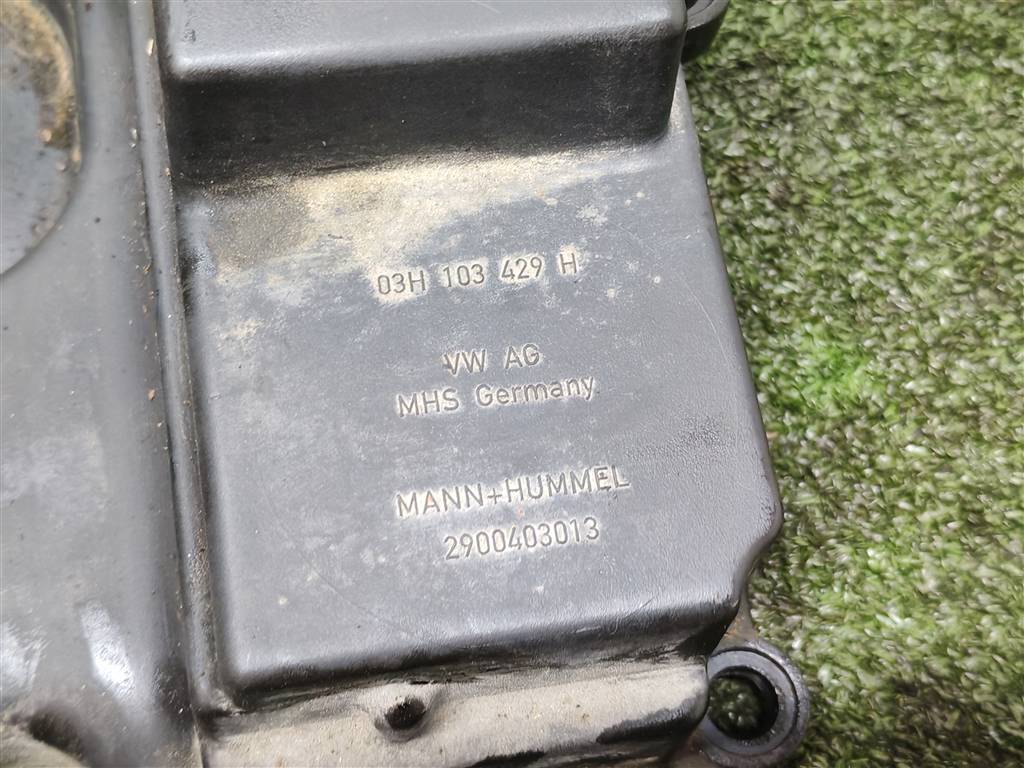 03H 103 429 H
VW AG
MHS Germany
MANN+HUMMEL
2900403013